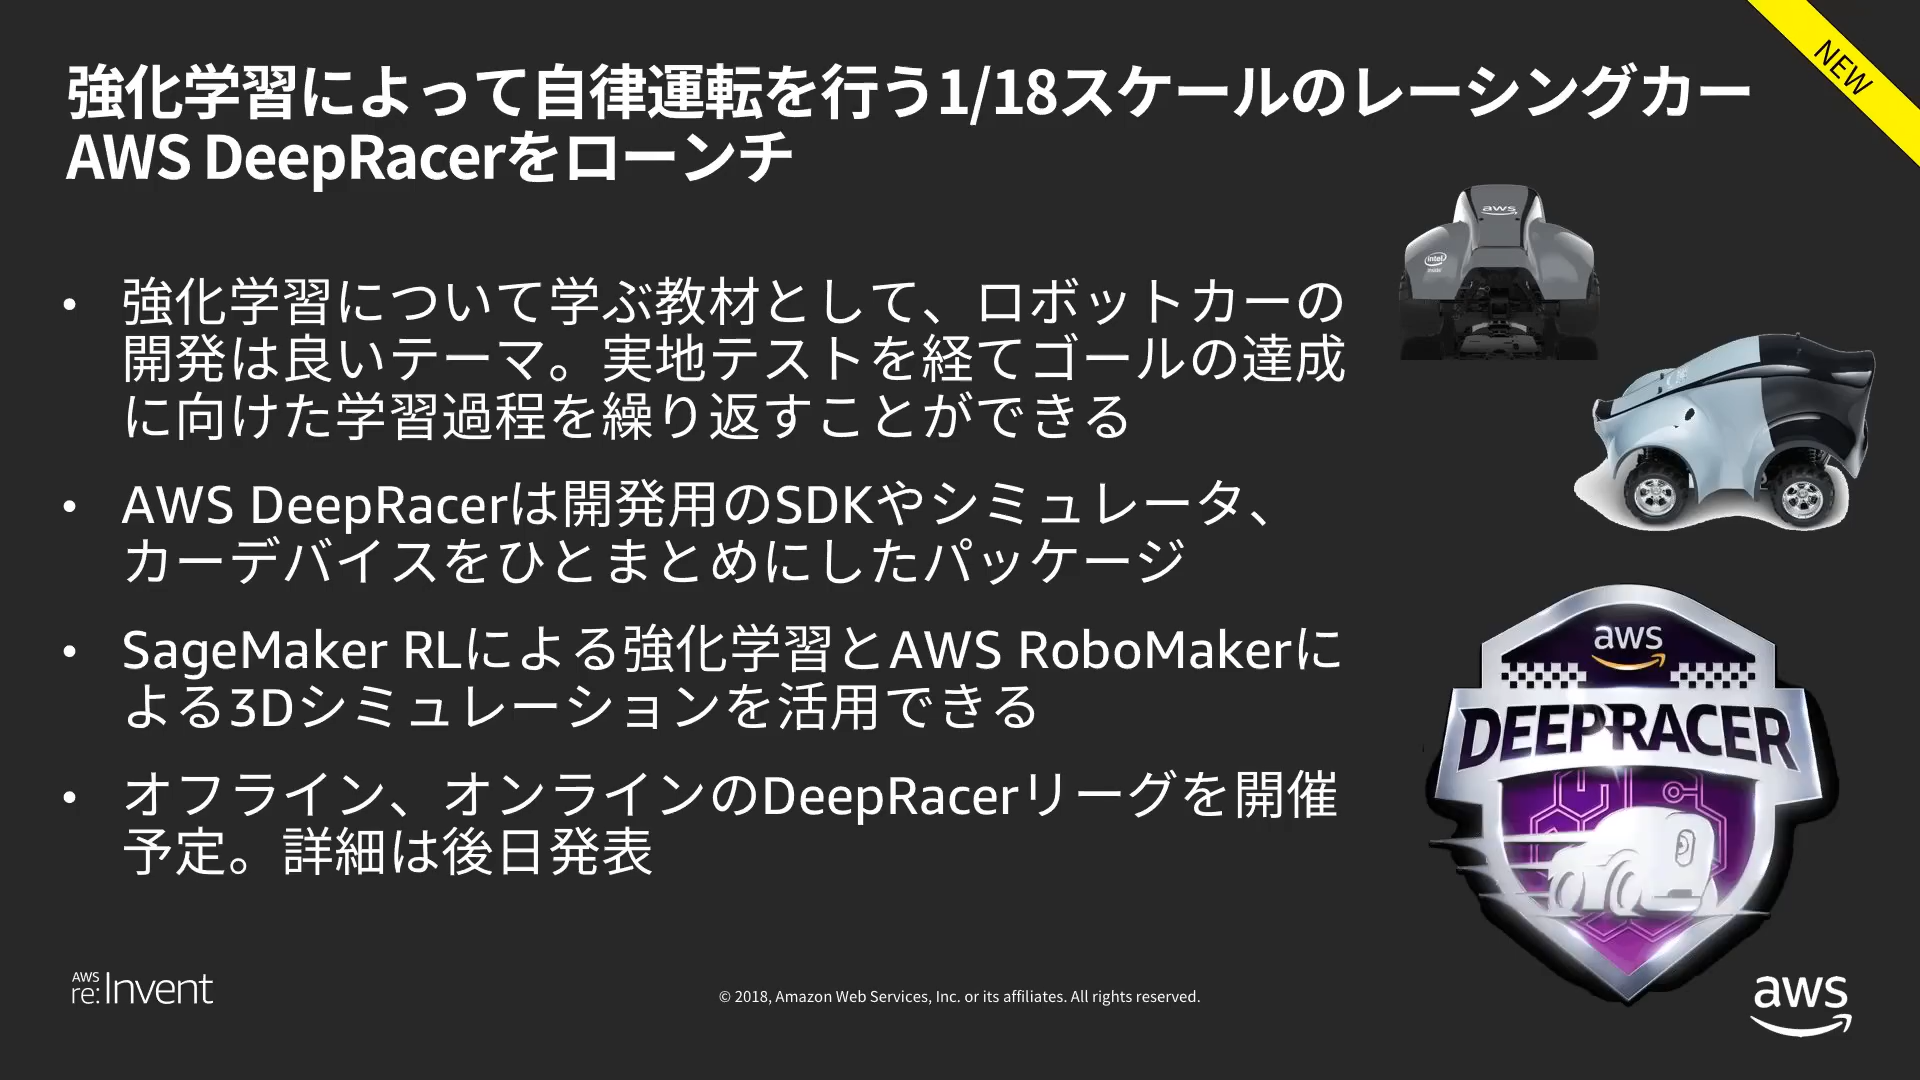 強化学習によって自律運転を行う1/18スケールのレーシングカー
AWS DeepRacerをローンチ
NEW
• 強化学習について学ぶ教材として、ロボットカーの
開発は良いテーマ。実地テストを経てゴールの達成
に向けた学習過程を繰り返すことができる
• AWS DeepRacerは開発用のSDKやシミュレータ、
カーデバイスをひとまとめにしたパッケージ
• SageMaker RLによる強化学習とAWS RoboMakerに
よる3Dシミュレーションを活用できる
• オフライン、オンラインのDeepRacerリーグを開催
予定。詳細は後日発表
aws
intel
inside
aws
DEEPRACER
AWS
re:Invent
© 2018, Amazon Web Services, Inc. or its affiliates. All rights reserved.
aws